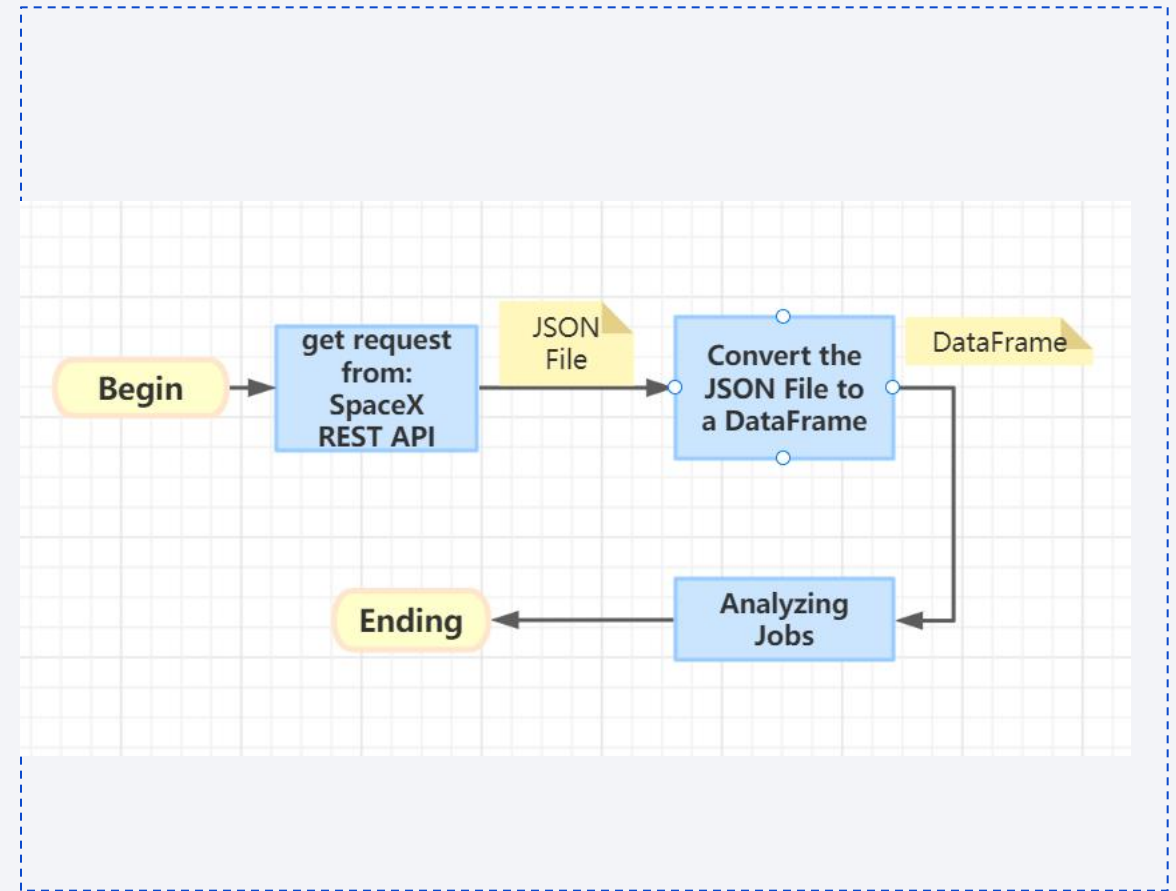 Begin
get request
from:
SpaceX
REST API
JSON
File
Convert the
JSON File to
a DataFrame
DataFrame
Analyzing
Jobs
Ending